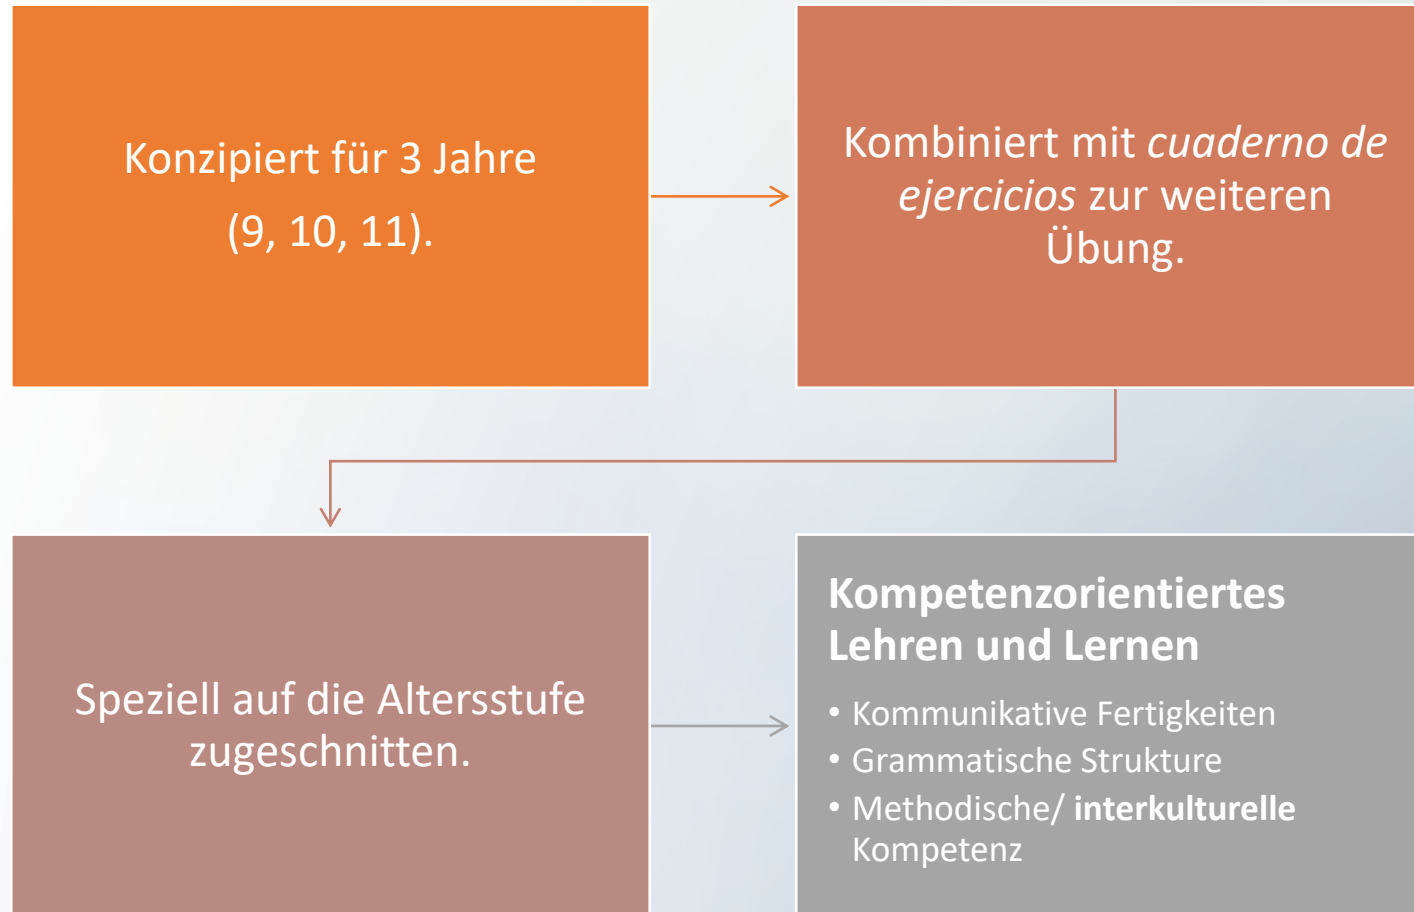 Konzipiert für 3 Jahre
(9, 10, 11).
Kombiniert mit cuaderno de
ejercicios zur weiteren
Übung.
Speziell auf die Altersstufe
zugeschnitten.
Kompetenzorientiertes
Lehren und Lernen
• Kommunikative Fertigkeiten
• Grammatische Strukture
• Methodische/ interkulturelle
Kompetenz